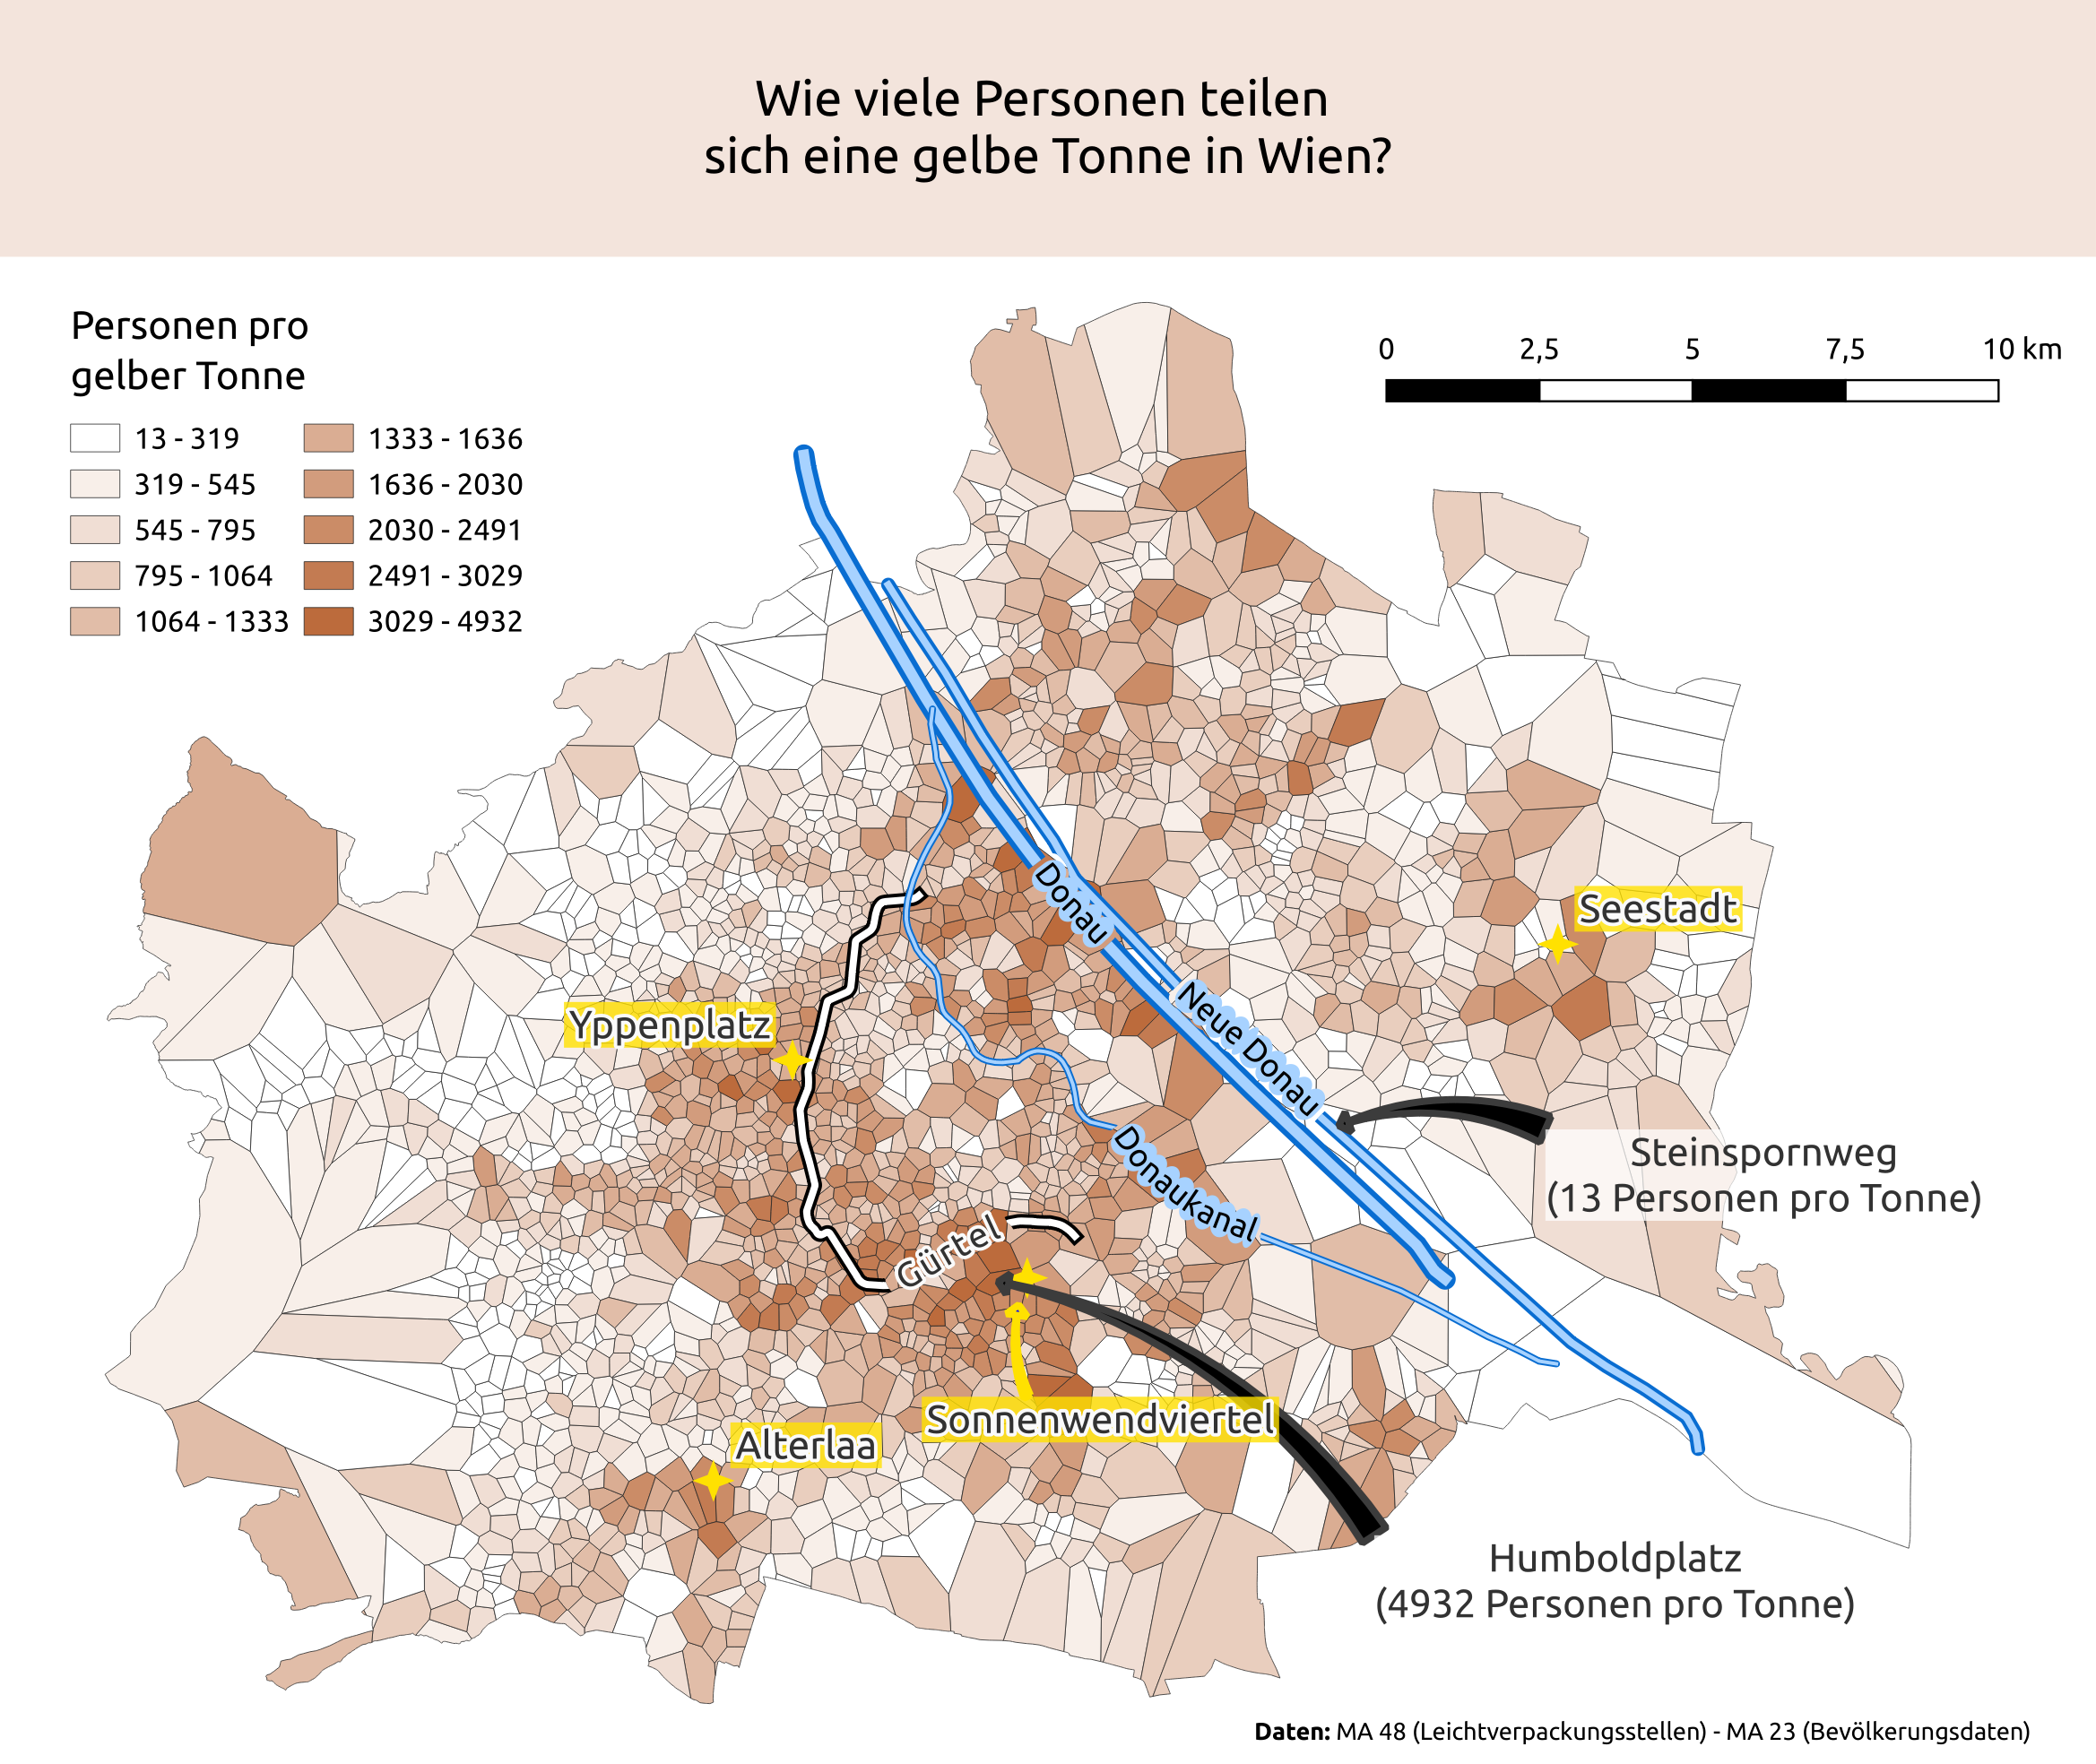 Wie viele Personen teilen
sich eine gelbe Tonne in Wien?
Personen pro
gelber Tonne
13 - 319
319 - 545
545 - 795
795 - 1064
1064 - 1333
1333 - 1636
1636 - 2030
2030 - 2491
2491 - 3029
3029 - 4932
0 2,5 5 7,5 10 km
Donau
Seestadt
Yppenplatz
Neue Donau
Donaukanal
Steinspornweg
(13 Personen pro Tonne)
Gürtel
Sonnenwendviertel
Alterlaa
Humboldplatz
(4932 Personen pro Tonne)
Daten: MA 48 (Leichtverpackungsstellen) - MA 23 (Bevölkerungsdaten)